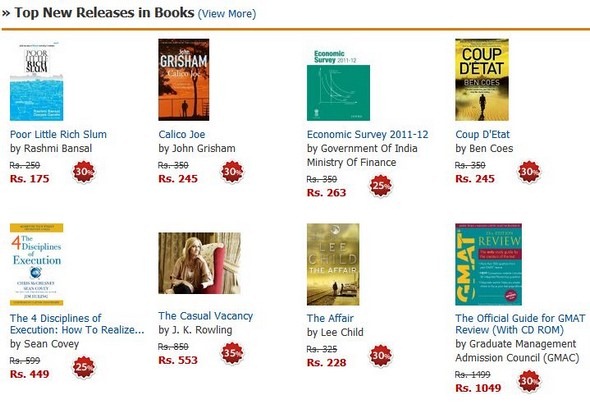 » Top New Releases in Books (View More)
POOR
LITTLE
RICH
SLUM
Poor Little Rich Slum
by Rashmi Bansal
Rs. 250
Rs. 175
30%
John
GRISHAM
Calico Joe
Calico Joe
by John Grisham
Rs. 350
Rs. 245
30%
Economic
Survey 2011-12
Economic Survey 2011-12
by Government Of India
Ministry Of Finance
Rs. 350
Rs. 263
25%
COUP
D'ETAT
BEN COES
Coup D'Etat
by Ben Coes
Rs. 350
Rs. 245
30%
4 The
Disciplines
of
Execution
CHRIS McCHESNEY
SEAN COVEY
JIM HULING
The 4 Disciplines of
Execution: How To Realize...
by Sean Covey
Rs. 599
Rs. 449
25%
The Casual Vacancy
by J. K. Rowling
Rs. 850
Rs. 553
35%
LEE
CHILD
THE AFFAIR
The Affair
by Lee Child
Rs. 325
Rs. 228
30%
GMAT
REVIEW
The Official Guide for GMAT
Review (With CD ROM)
by Graduate Management
Admission Council (GMAC)
Rs. 1499
Rs. 1049
30%